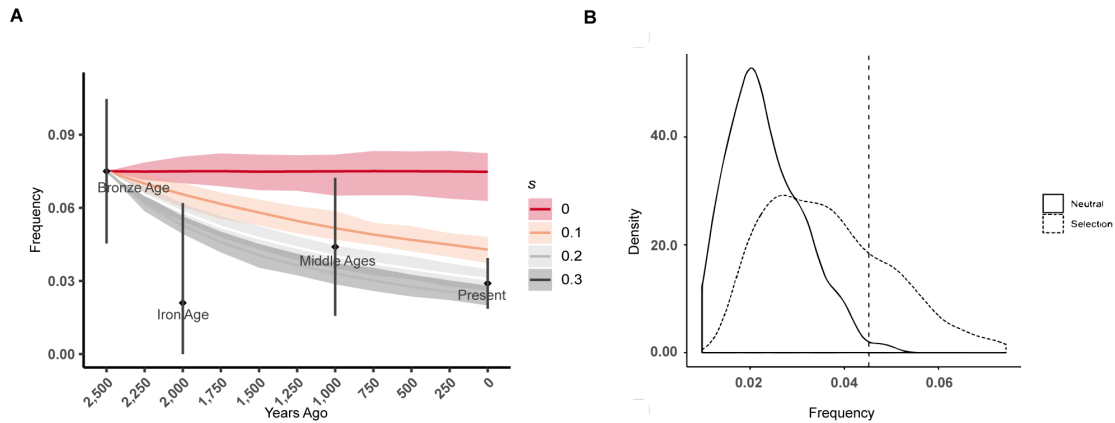 A
Frequency
0.09
0.06
0.03
0.00
Bronze Age
Iron Age
Middle Ages
Present
2,500
2,250
2,000
1,750
1,500
1,250
1,000
750
500
250
0
Years Ago
s
0
0.1
0.2
0.3
B
Density
40.0
20.0
0.00
0.02
0.04
0.06
Frequency
Neutral
Selection